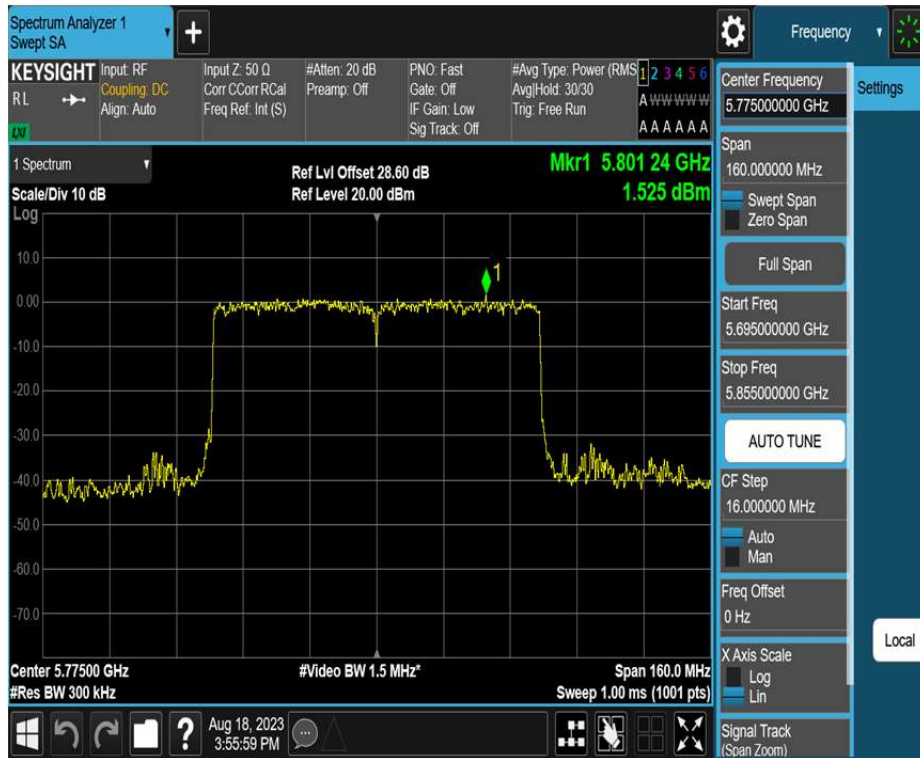 Spectrum Analyzer 1
Swept SA
Frequency
KEYSIGHT
R L
LXI
Input: RF
Coupling: DC
Align: Auto
Input Z: 50 Ω
Corr CCorr RCal
Freq Ref: Int (S)
#Atten: 20 dB
Preamp: Off
PNO: Fast
Gate: Off
IF Gain: Low
Sig Track: Off
#Avg Type: Power (RMS
Avg|Hold: 30/30
Trig: Free Run
1 2 3 4 5 6
A W W W W W
A A A A A A
1 Spectrum
Scale/Div 10 dB
Log
Ref Lvl Offset 28.60 dB
Ref Level 20.00 dBm
Mkr1 5.801 24 GHz
1.525 dBm
10.0
0.00
-10.0
-20.0
-30.0
-40.0
-50.0
-60.0
-70.0
1
Center 5.77500 GHz
#Res BW 300 kHz
#Video BW 1.5 MHz*
Span 160.0 MHz
Sweep 1.00 ms (1001 pts)
?
Aug 18, 2023
3:55:59 PM
Center Frequency
5.775000000 GHz
Span
160.000000 MHz
Swept Span
Zero Span
Full Span
Start Freq
5.695000000 GHz
Stop Freq
5.855000000 GHz
AUTO TUNE
CF Step
16.000000 MHz
Auto
Man
Freq Offset
0 Hz
X Axis Scale
Log
Lin
Signal Track
(Span Zoom)
Settings
Local